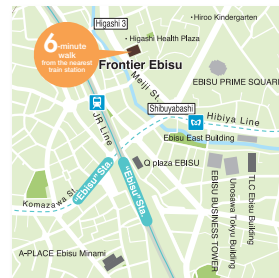 Higashi 3
・Hiroo Kindergarten
6-minute
walk
from the nearest
train station
・Higashi Health Plaza
Frontier Ebisu
Meiji St.
EBISU PRIME SQUARE
Shibuyabashi
JR Line
Hibiya Line
Ebisu East Building
Q plaza EBISU
"Ebisu" Sta.
"Ebisu" Sta.
Komazawa St.
EBISU BUSINESS TOWER
Unosawa Tokyu Building
TLC Ebisu Building
A-PLACE Ebisu Minami